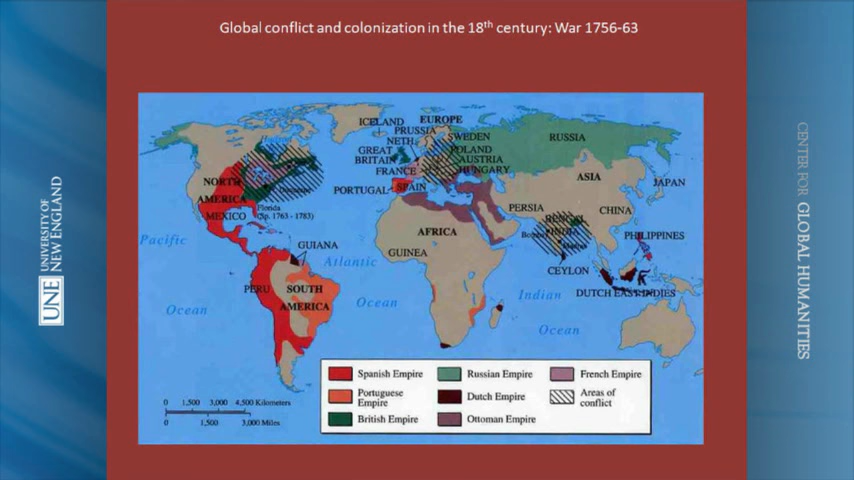 Global conflict and colonization in the 18th century: War 1756-63
ICELAND
EUROPE
PRUSSIA
SWEDEN
NETH.
RUSSIA
GREAT
BRITAIN
POLAND
AUSTRIA
HUNGARY
FRANCE
ASIA
NORTH
AMERICA
PORTUGAL
SPAIN
JAPAN
Florida
(Sp. 1763 - 1783)
MEXICO
PERSIA
CHINA
BENGAL
INDIA
Pacific
AFRICA
PHILIPPINES
GUIANA
GUINEA
Atlantic
CEYLON
PERU
SOUTH
AMERICA
DUTCH EAST INDIES
Indian
Ocean
Ocean
Ocean
Spanish Empire
Russian Empire
French Empire
Portuguese
Empire
Dutch Empire
Areas of
conflict
British Empire
Ottoman Empire
0 1,500 3,000 4,500 Kilometers
0 1,500 3,000 Miles
UNE
UNIVERSITY OF
NEW ENGLAND
CENTER FOR GLOBAL HUMANITIES